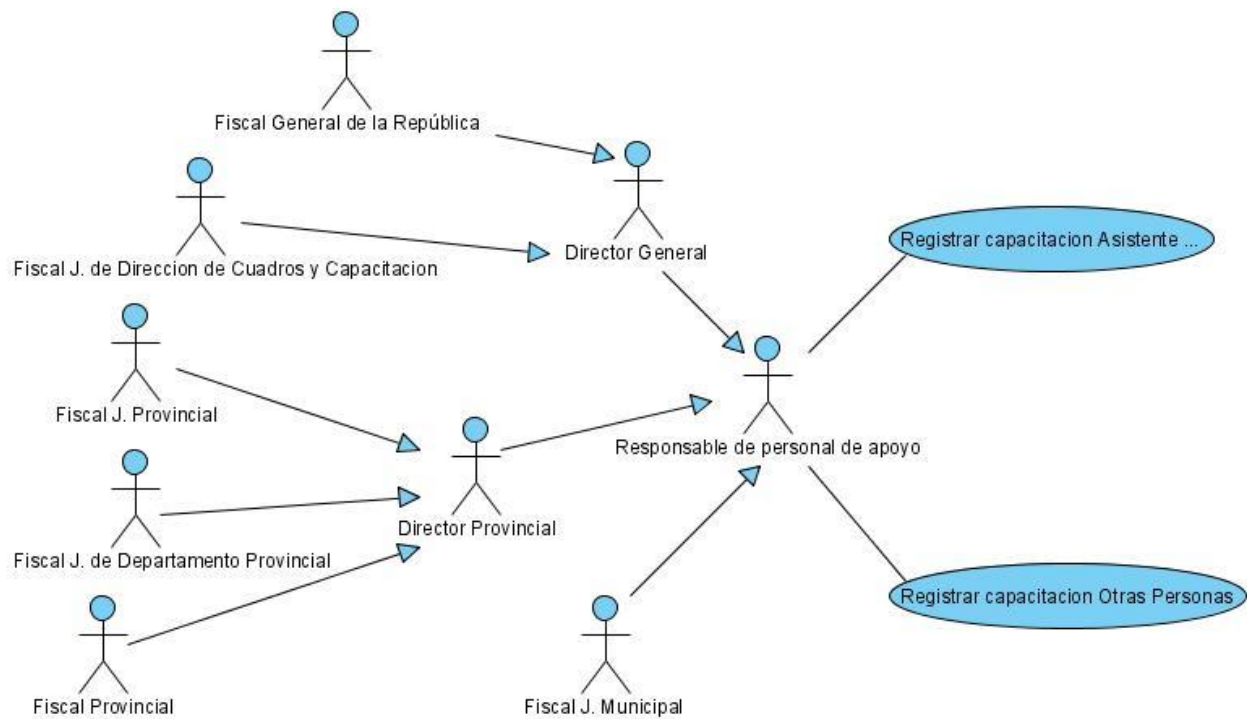 Fiscal General de la República
Director General
Registrar capacitacion Asistente ...
Fiscal J. de Direccion de Cuadros y Capacitacion
Fiscal J. Provincial
Responsable de personal de apoyo
Director Provincial
Fiscal J. de Departamento Provincial
Registrar capacitacion Otras Personas
Fiscal Provincial
Fiscal J. Municipal